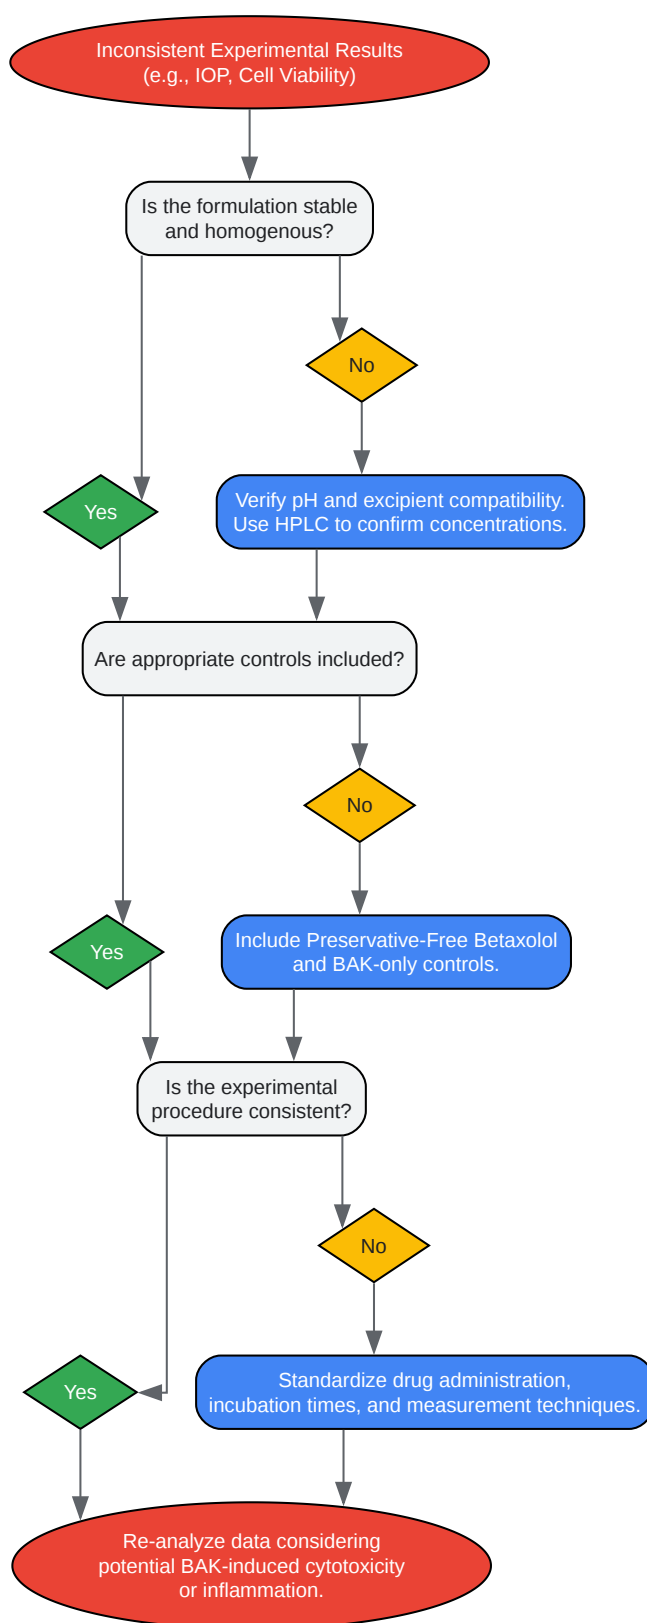 Inconsistent Experimental Results
(e.g., IOP, Cell Viability)
Is the formulation stable
and homogenous?
No
Yes
Verify pH and excipient compatibility.
Use HPLC to confirm concentrations.
Are appropriate controls included?
No
Yes
Include Preservative-Free Betaxolol
and BAK-only controls.
Is the experimental
procedure consistent?
No
Yes
Standardize drug administration,
incubation times, and measurement techniques.
Re-analyze data considering
potential BAK-induced cytotoxicity
or inflammation.